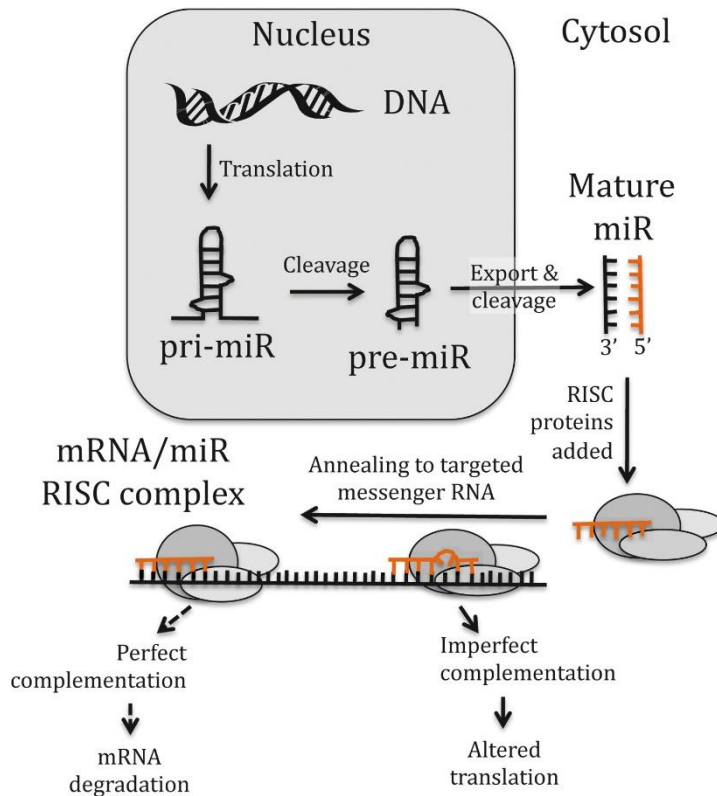 Nucleus
Cytosol
DNA
Translation
Mature
miR
Cleavage
Export &
cleavage
pri-miR
pre-miR
3’ 5’
RISC
proteins
added
mRNA/miR
RISC complex
Annealing to targeted
messenger RNA
Perfect
complementation
Imperfect
complementation
mRNA
degradation
Altered
translation